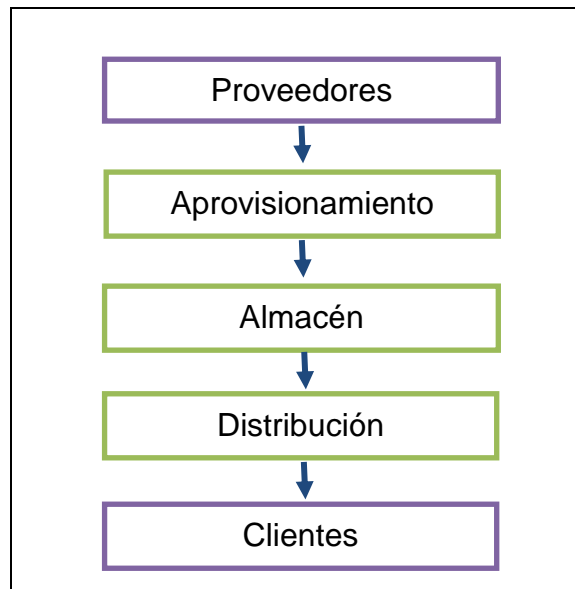 Proveedores
Aprovisionamiento
Almacén
Distribución
Clientes